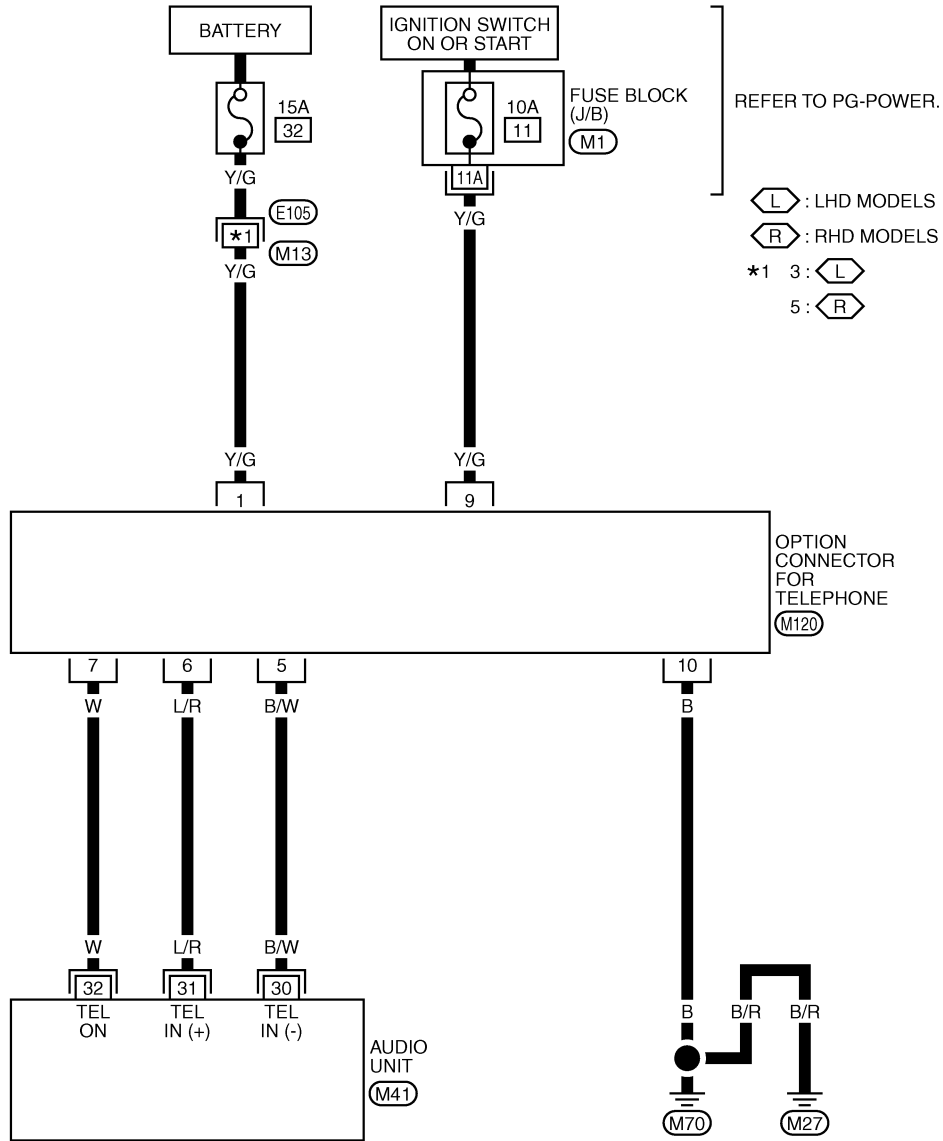 BATTERY
IGNITION SWITCH
ON OR START
15A
32
10A
11
FUSE BLOCK
(J/B)
M1
REFER TO PG-POWER.
Y/G
11A
Y/G
E105
*1
M13
Y/G
L : LHD MODELS
R : RHD MODELS
*1 3 : L
5 : R
Y/G
Y/G
1
9
OPTION
CONNECTOR
FOR
TELEPHONE
M120
7
6
5
10
W
L/R
B/W
B
W
L/R
B/W
32
31
30
TEL
ON
TEL
IN (+)
TEL
IN (-)
AUDIO
UNIT
M41
B
B/R
B/R
M70
M27